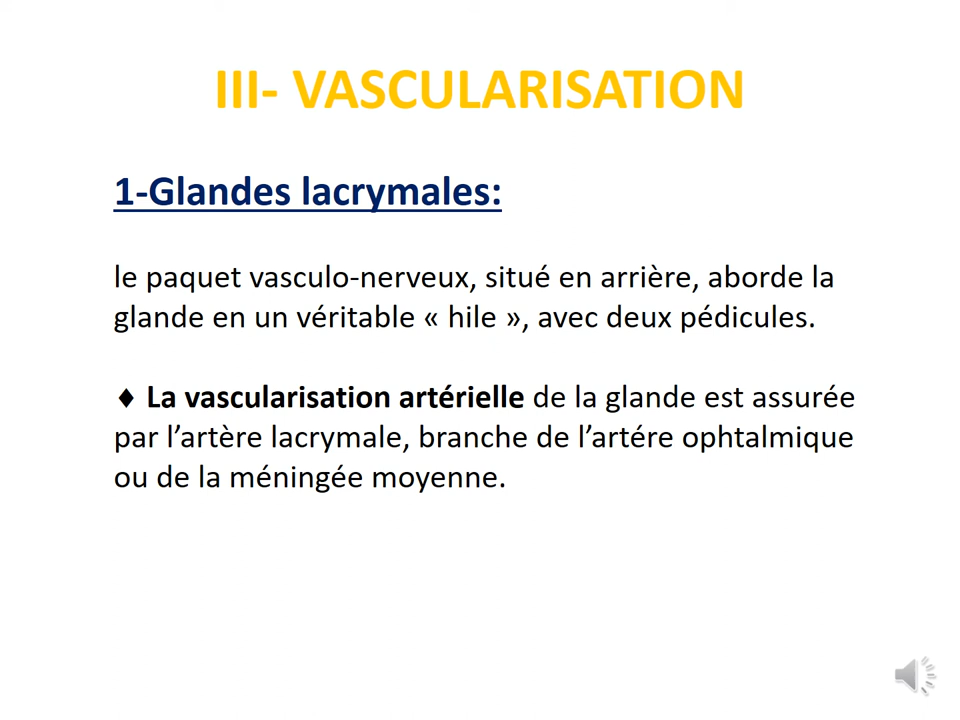 III- VASCULARISATION
1-Glandes lacrymales:
le paquet vasculo-nerveux, situé en arrière, aborde la
glande en un véritable « hile », avec deux pédicules.
♦ La vascularisation artérielle de la glande est assurée
par l’artère lacrymale, branche de l’artére ophtalmique
ou de la méningée moyenne.